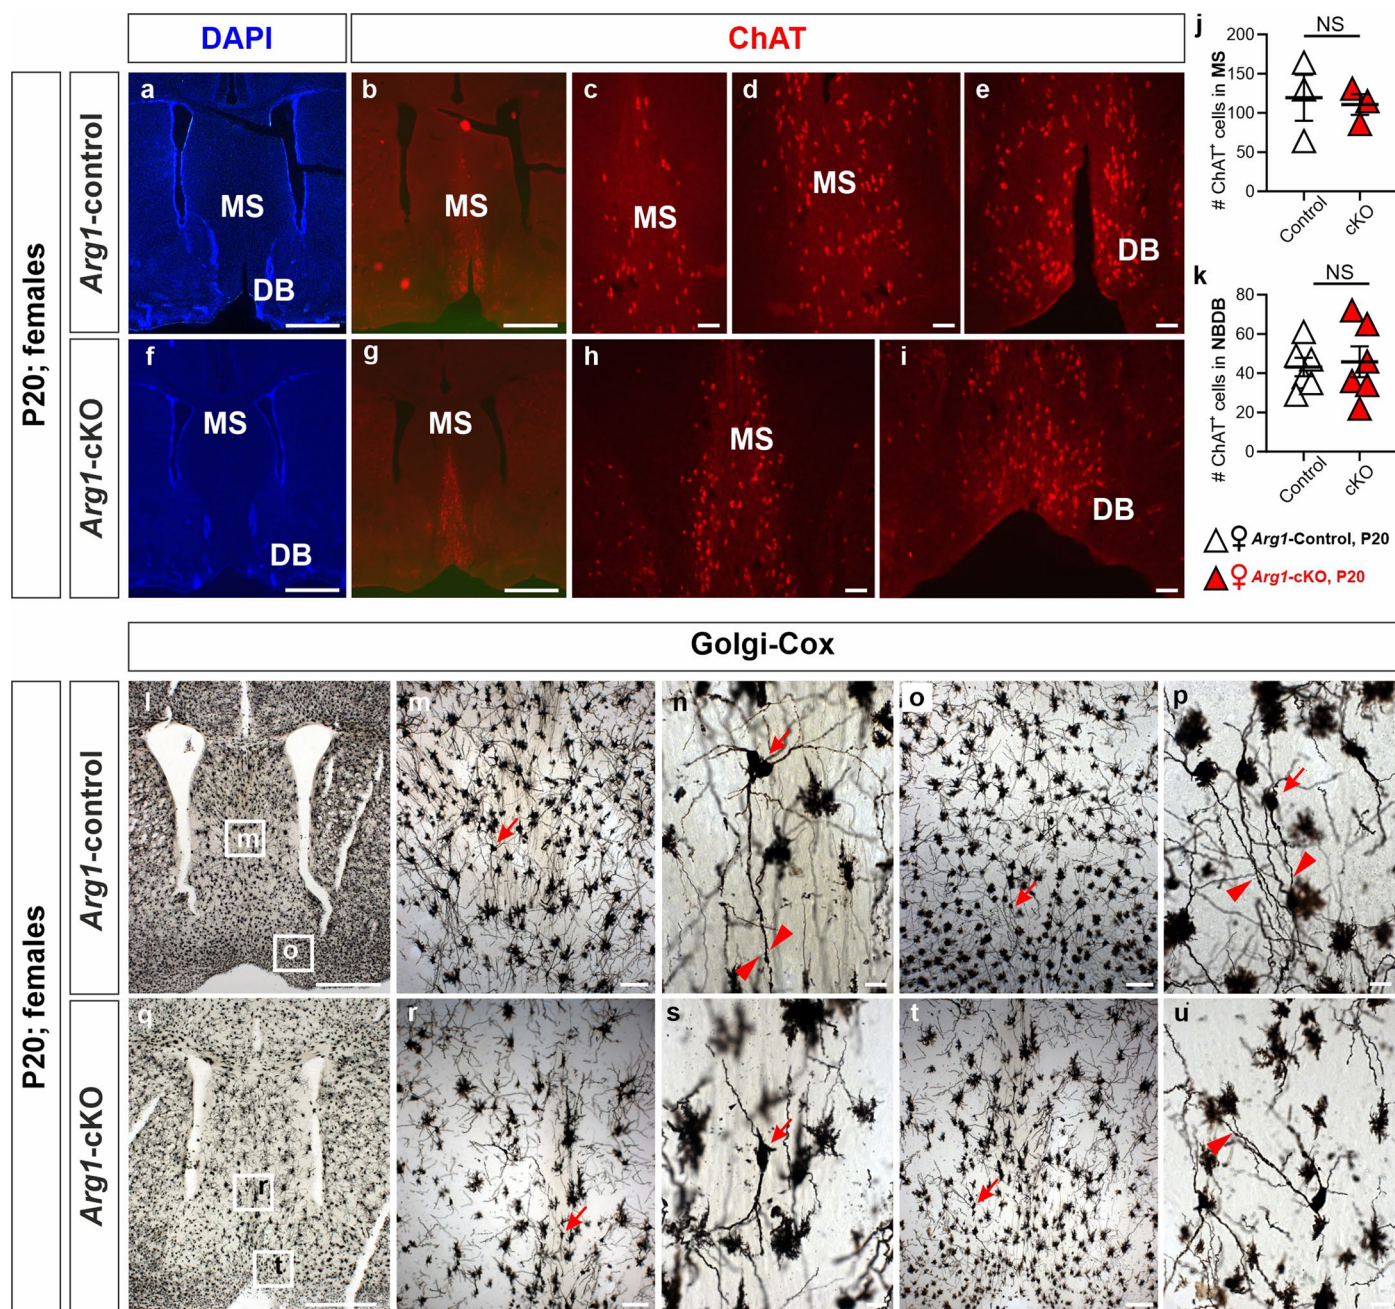 DAPI
ChAT
P20; females
Arg1-control
a
MS
DB
b
MS
c
MS
d
MS
e
DB
Arg1-cKO
f
MS
DB
g
MS
h
MS
i
DB
j
NS
200
150
100
50
0
# ChAT+ cells in MS
Control
cKO
k
NS
80
60
40
20
0
# ChAT+ cells in NBDB
Control
cKO
♀ Arg1-Control, P20
♀ Arg1-cKO, P20
Golgi-Cox
P20; females
Arg1-control
l
m
o
m
n
o
p
Arg1-cKO
q
r
t
r
s
t
u